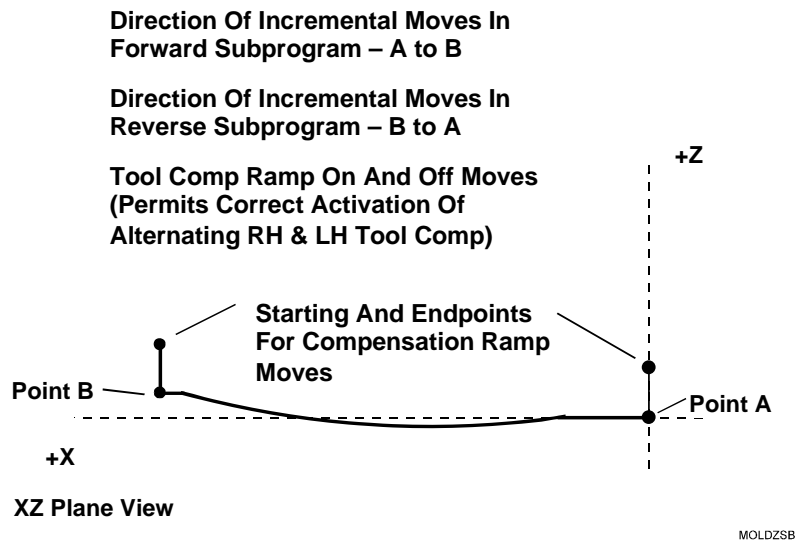 Direction Of Incremental Moves In
Forward Subprogram – A to B
Direction Of Incremental Moves In
Reverse Subprogram – B to A
+Z
Tool Comp Ramp On And Off Moves
(Permits Correct Activation Of
Alternating RH & LH Tool Comp)
Starting And Endpoints
For Compensation Ramp
Moves
Point B
Point A
+X
XZ Plane View
MOLDZSB